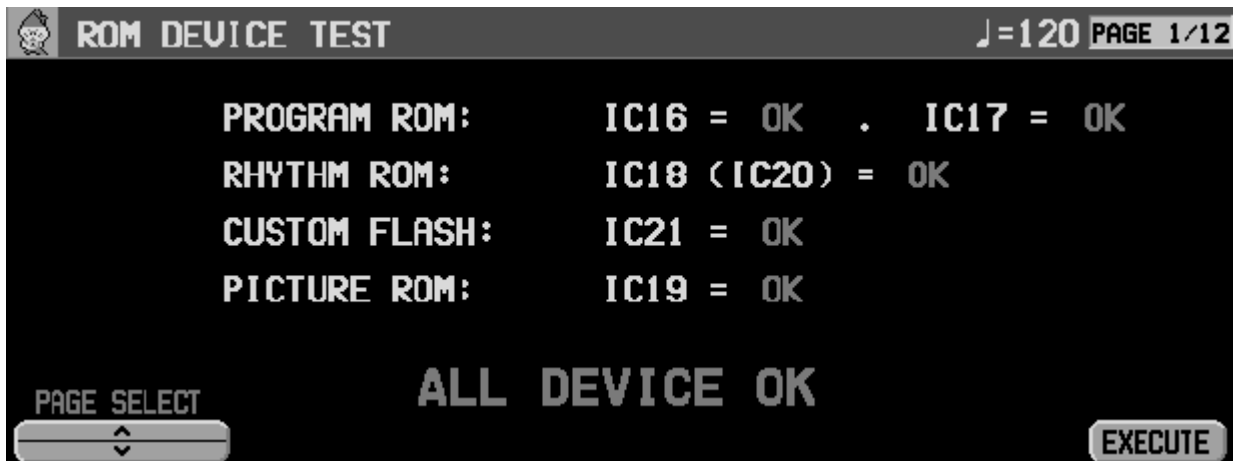 ROM DEVICE TEST ♩=120 PAGE 1/12
PROGRAM ROM: IC16 = OK . IC17 = OK
RHYTHM ROM: IC18 (IC20) = OK
CUSTOM FLASH: IC21 = OK
PICTURE ROM: IC19 = OK
ALL DEVICE OK
PAGE SELECT
EXECUTE